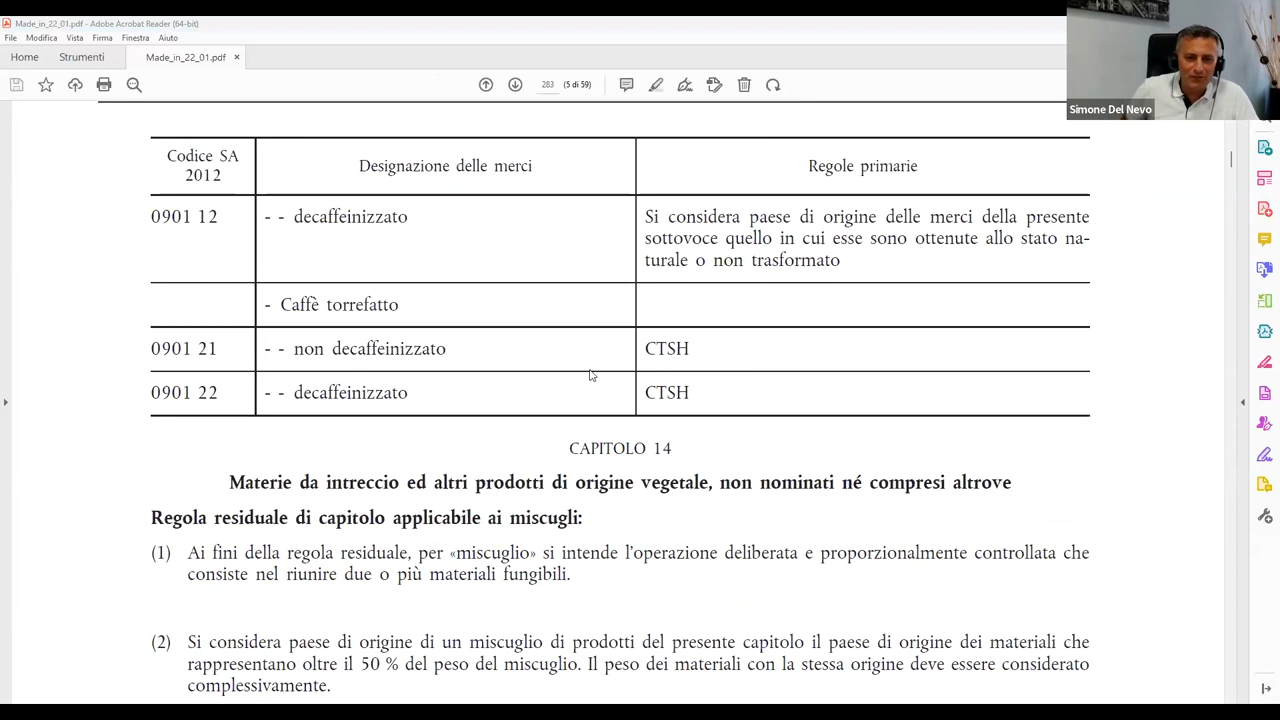 Made_in_22_01.pdf - Adobe Acrobat Reader (64-bit)
File Modifica Vista Firma Finestra Aiuto
Home Strumenti Made_in_22_01.pdf ×
283 (5 di 59)
Simone Del Nevo
Codice SA
2012
Designazione delle merci
Regole primarie
0901 12
- - decaffeinizzato
Si considera paese di origine delle merci della presente
sottovoce quello in cui esse sono ottenute allo stato na-
turale o non trasformato
- Caffè torrefatto
0901 21
- - non decaffeinizzato
CTSH
0901 22
- - decaffeinizzato
CTSH
CAPITOLO 14
Materie da intreccio ed altri prodotti di origine vegetale, non nominati né compresi altrove
Regola residuale di capitolo applicabile ai miscugli:
(1) Ai fini della regola residuale, per «miscuglio» si intende l’operazione deliberata e proporzionalmente controllata che
consiste nel riunire due o più materiali fungibili.
(2) Si considera paese di origine di un miscuglio di prodotti del presente capitolo il paese di origine dei materiali che
rappresentano oltre il 50 % del peso del miscuglio. Il peso dei materiali con la stessa origine deve essere considerato
complessivamente.